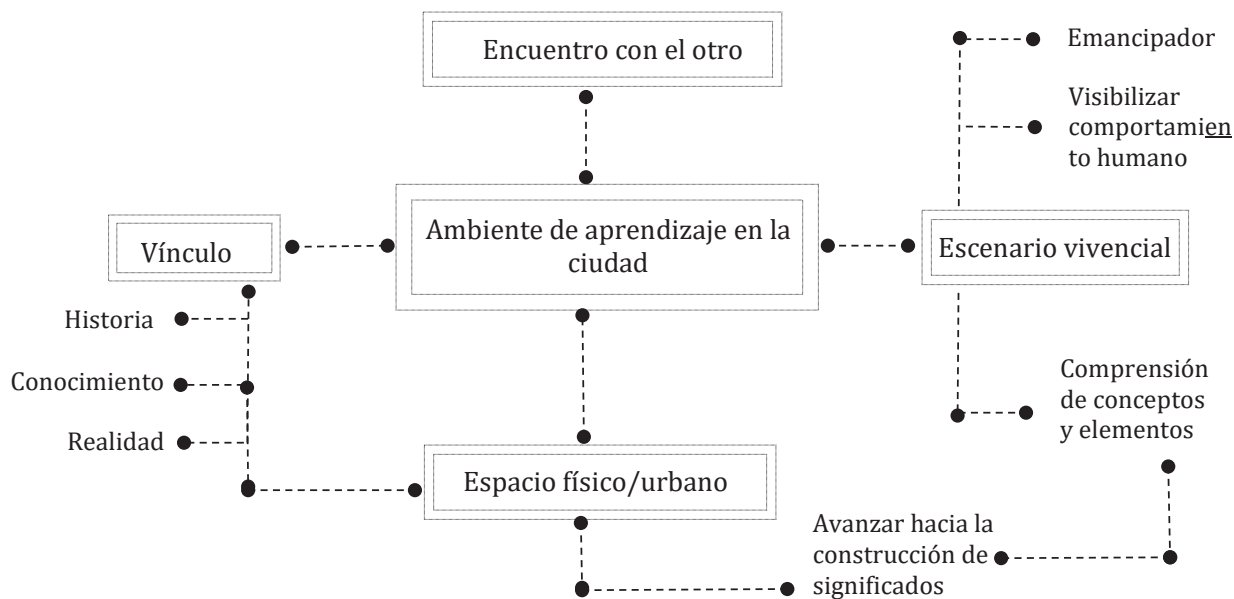 Encuentro con el otro
Emancipador
Visibilizar
comportamien
to humano
Ambiente de aprendizaje en la
ciudad
Vínculo
Escenario vivencial
Historia
Conocimiento
Realidad
Comprensión
de conceptos
y elementos
Espacio físico/urbano
Avanzar hacia la
construcción de
significados